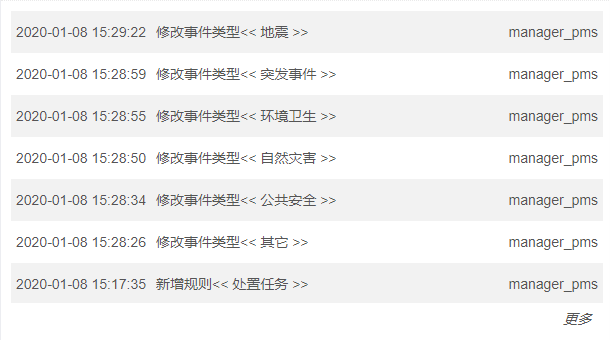 2020-01-08 15:29:22 修改事件类型<< 地震 >> manager_pms
2020-01-08 15:28:59 修改事件类型<< 突发事件 >> manager_pms
2020-01-08 15:28:55 修改事件类型<< 环境卫生 >> manager_pms
2020-01-08 15:28:50 修改事件类型<< 自然灾害 >> manager_pms
2020-01-08 15:28:34 修改事件类型<< 公共安全 >> manager_pms
2020-01-08 15:28:26 修改事件类型<< 其它 >> manager_pms
2020-01-08 15:17:35 新增规则<< 处置任务 >> manager_pms
更多